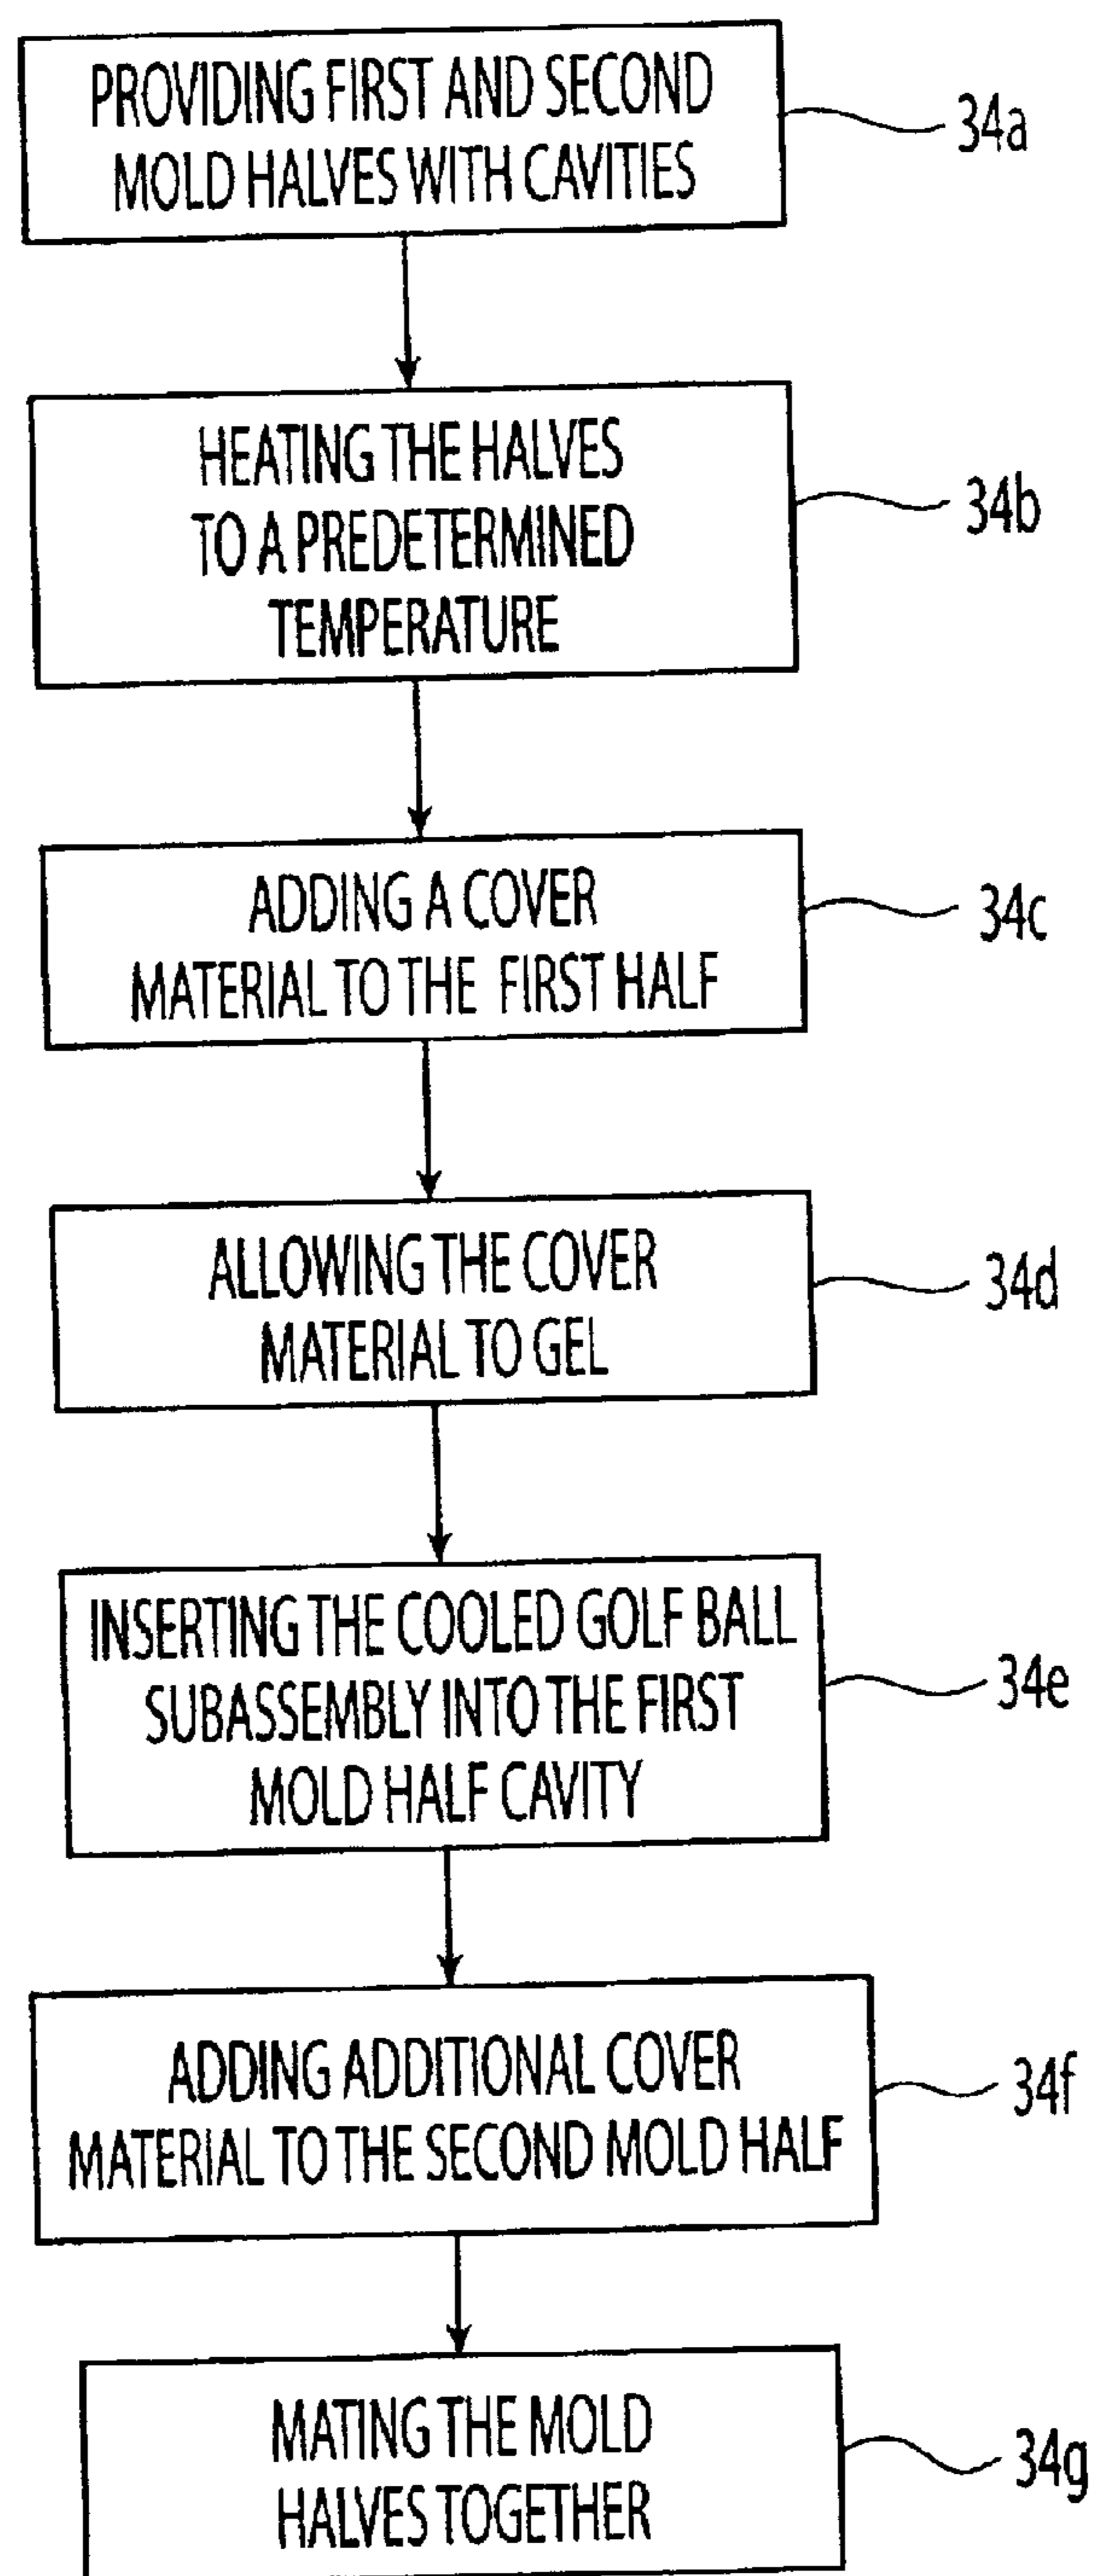 PROVIDING FIRST AND SECOND
MOLD HALVES WITH CAVITIES
34a
HEATING THE HALVES
TO A PREDETERMINED
TEMPERATURE
34b
ADDING A COVER
MATERIAL TO THE FIRST HALF
34c
ALLOWING THE COVER
MATERIAL TO GEL
34d
INSERTING THE COOLED GOLF BALL
SUBASSEMBLY INTO THE FIRST
MOLD HALF CAVITY
34e
ADDING ADDITIONAL COVER
MATERIAL TO THE SECOND MOLD HALF
34f
MATING THE MOLD
HALVES TOGETHER
34g